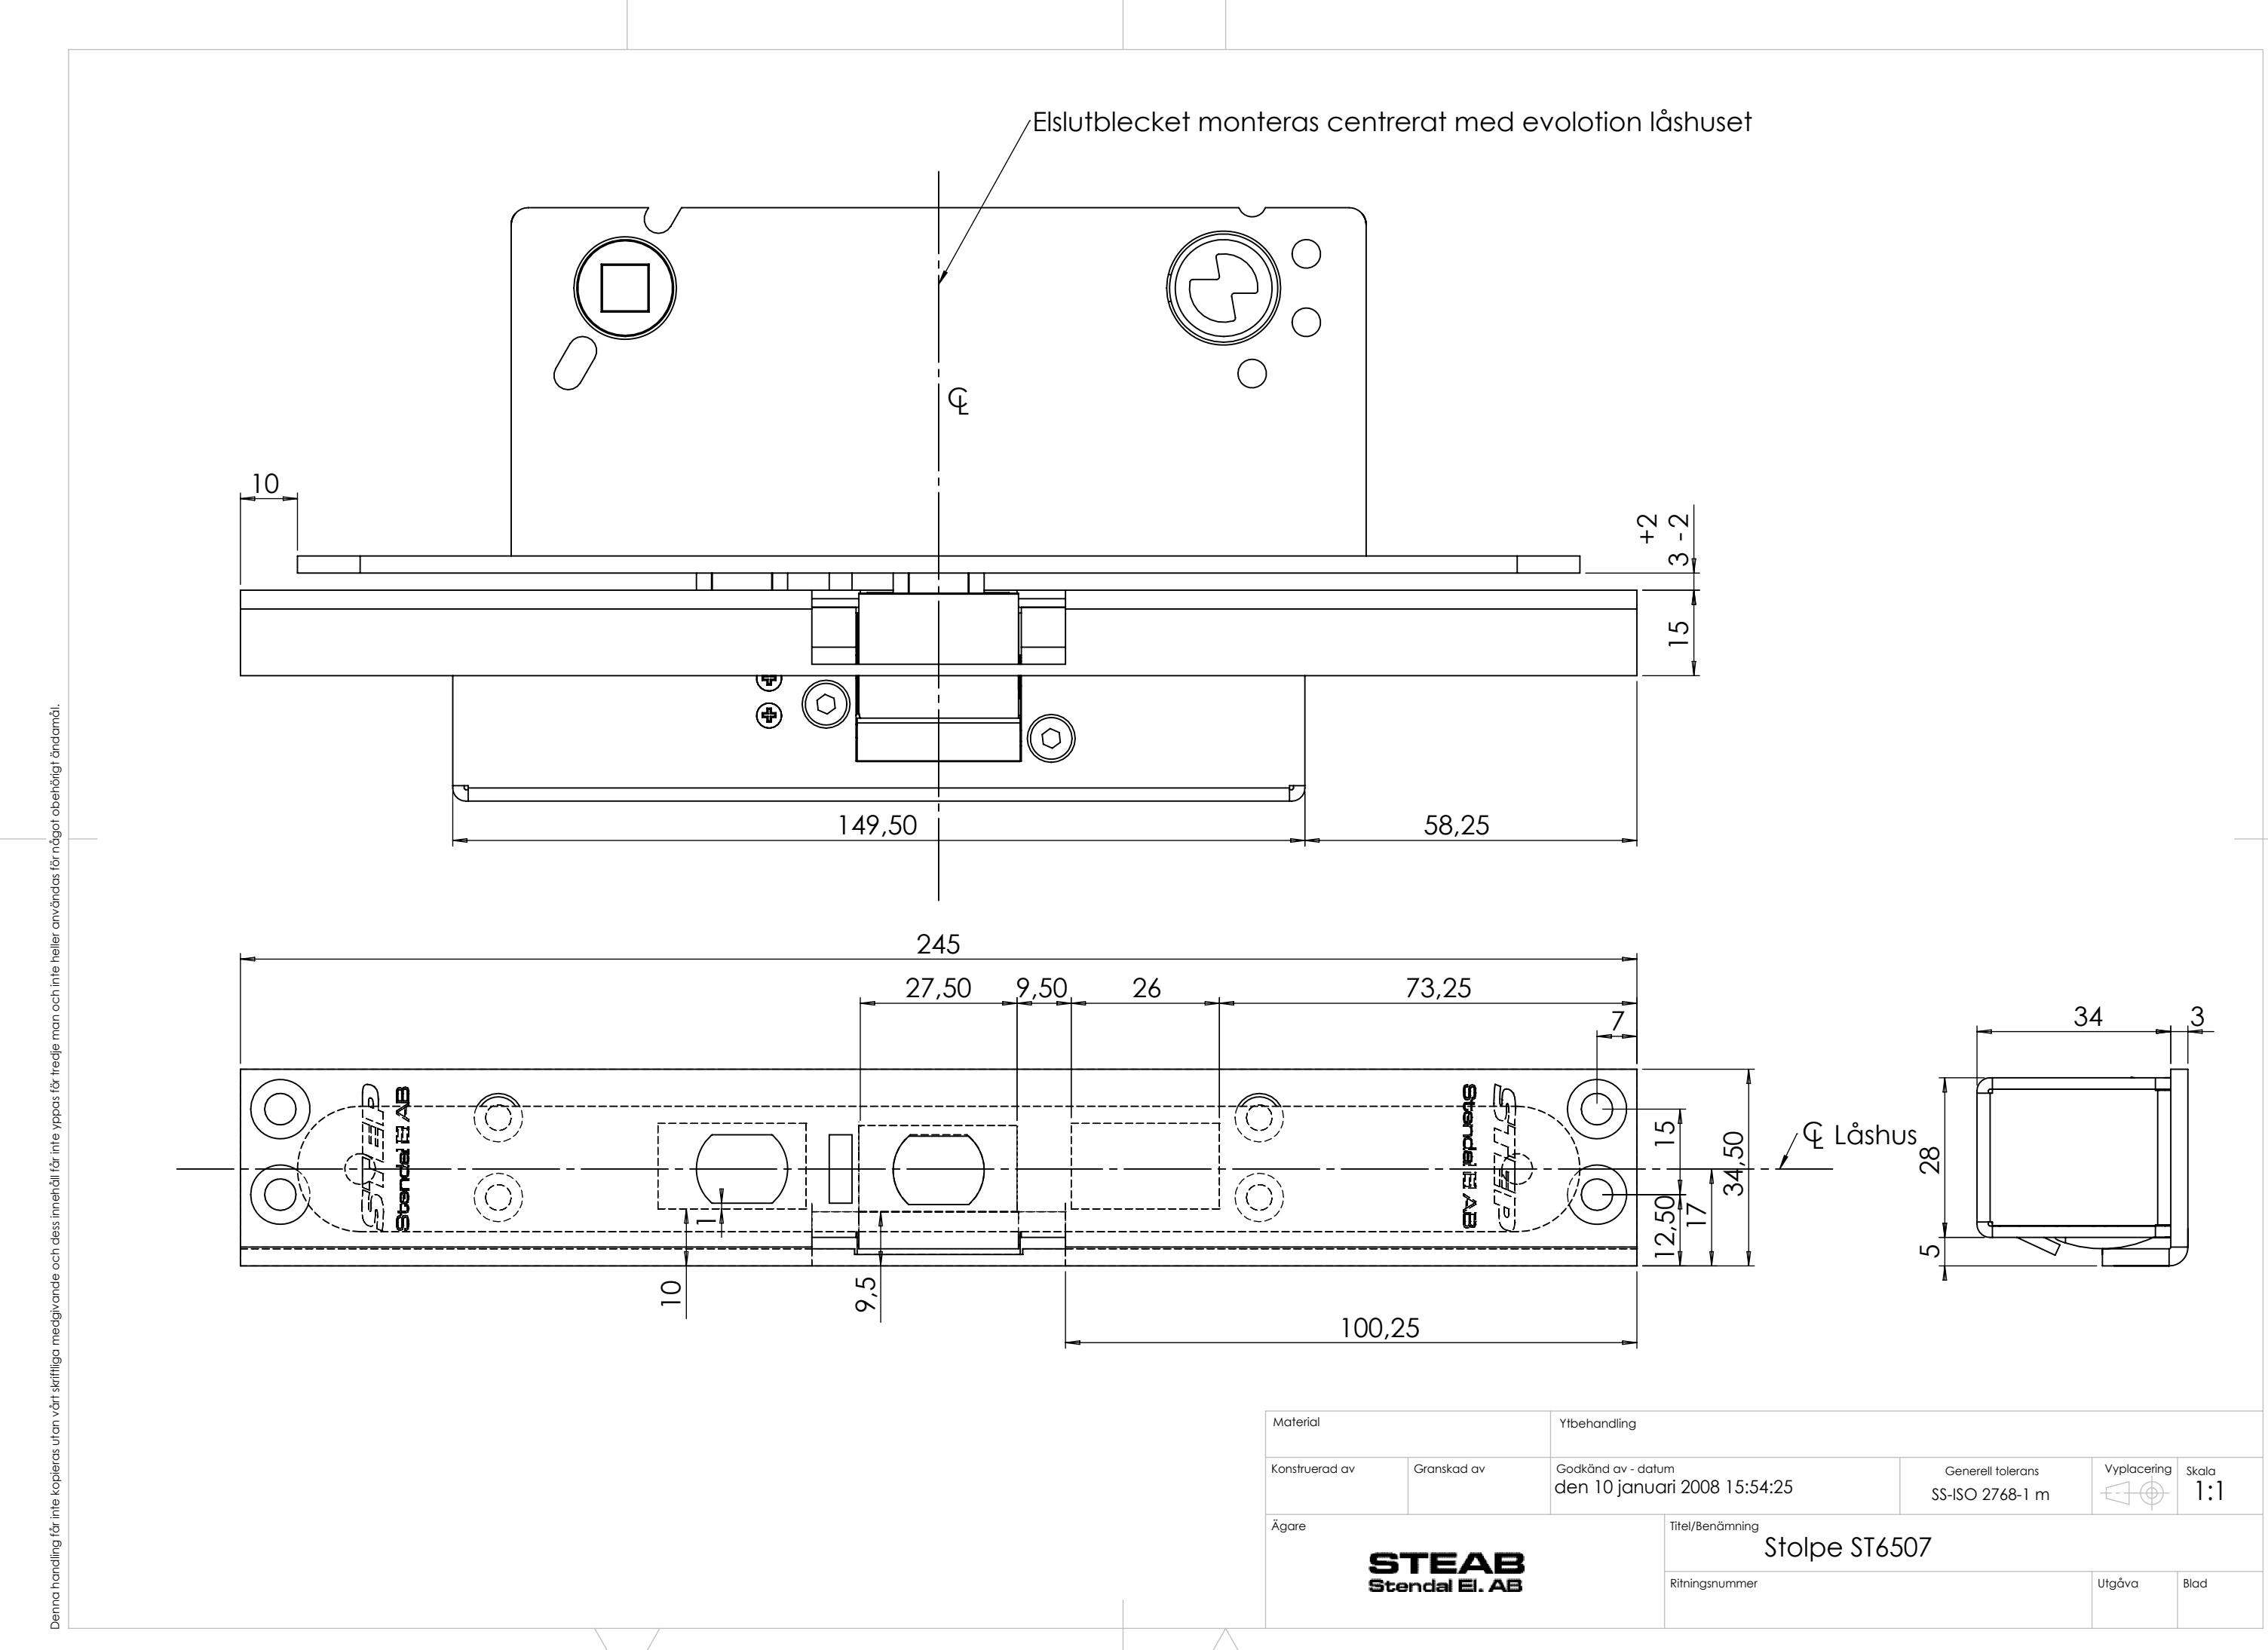 Elslutblecket monteras centrerat med evolotion låshuset
℄
10
+2
3 -2
15
149,50
58,25
245
27,50
9,50
26
73,25
7
34
3
STEP
Stendal El AB
Stendal El AB
STEP
15
34,50
℄ Låshus
28
1
12,50
17
5
10
9,5
100,25
Denna handling får inte kopieras utan vårt skriftliga medgivande och dess innehåll får inte yppas för tredje man och inte heller användas för något obehörigt ändamål.
Material
Ytbehandling
Konstruerad av
Granskad av
Godkänd av - datum
den 10 januari 2008 15:54:25
Generell tolerans
SS-ISO 2768-1 m
Vyplacering
Skala
1:1
Ägare
STEAB
Stendal El. AB
Titel/Benämning
Stolpe ST6507
Ritningsnummer
Utgåva
Blad